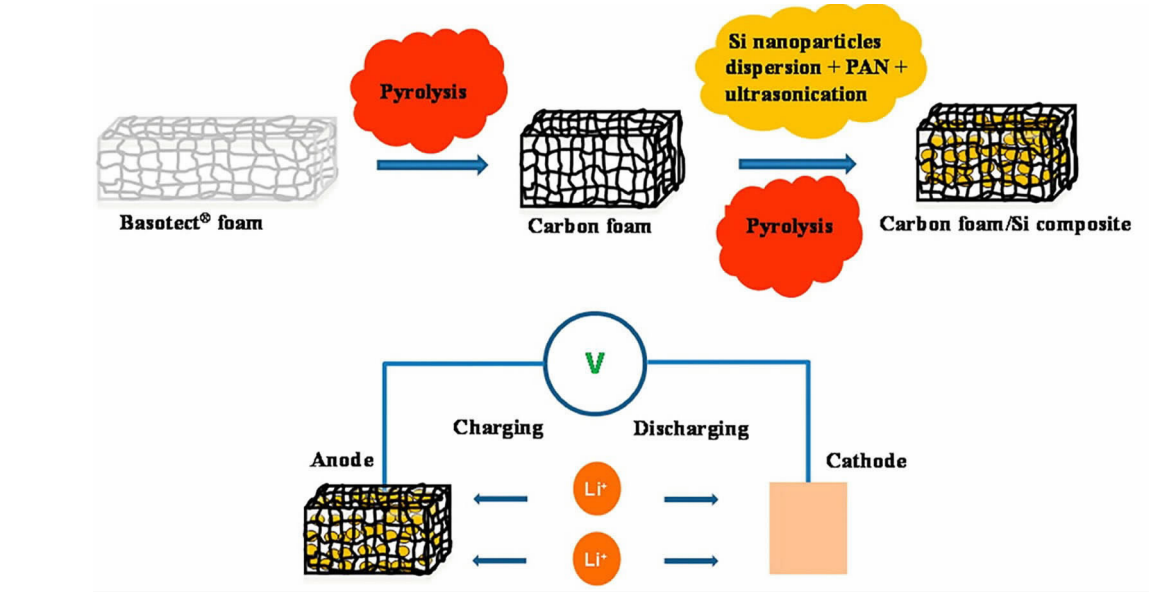 Pyrolysis
Si nanoparticles
dispersion + PAN +
ultrasonication
Basotect® foam
Carbon foam
Pyrolysis
Carbon foam/Si composite
V
Charging
Discharging
Anode
Cathode
Li⁺
Li⁺